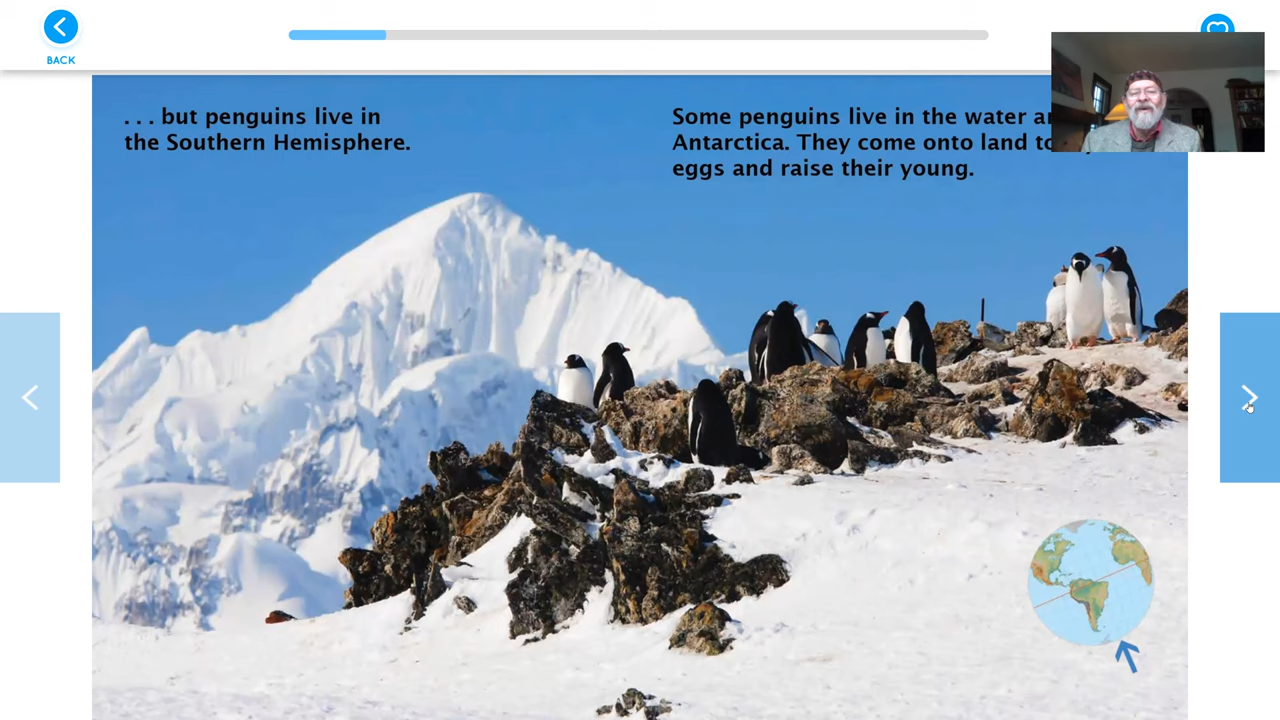 BACK
. . . but penguins live in
the Southern Hemisphere.
Some penguins live in the water
Antarctica. They come onto land to
eggs and raise their young.